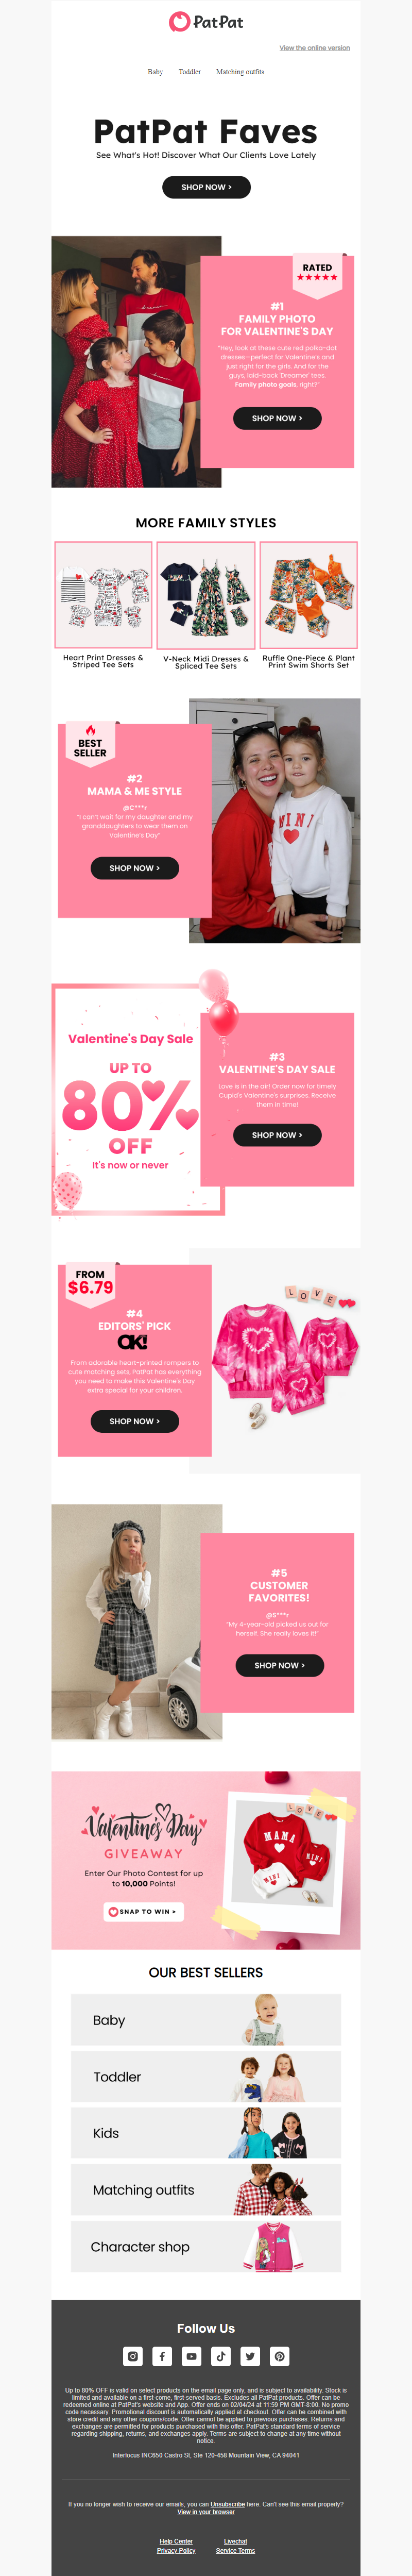 PatPat
View the online version
Baby Toddler Matching outfits
PatPat Faves
See What's Hot! Discover What Our Clients Love Lately
SHOP NOW >
RATED
★★★★★
#1
FAMILY PHOTO
FOR VALENTINE'S DAY
"Hey, look at these cute red polka-dot
dresses—perfect for Valentine's and
just right for the girls. And for the
guys, laid-back 'Dreamer' tees.
Family photo goals, right?"
SHOP NOW >
MORE FAMILY STYLES
Heart Print Dresses &
Striped Tee Sets
V-Neck Midi Dresses &
Spliced Tee Sets
Ruffle One-Piece & Plant
Print Swim Shorts Set
BEST
SELLER
#2
MAMA & ME STYLE
@C***r
"I can't wait for my daughter and my
granddaughters to wear them on
Valentine's Day"
SHOP NOW >
MINI
Valentine's Day Sale
UP TO
80%
OFF
It's now or never
#3
VALENTINE'S DAY SALE
Love is in the air! Order now for timely
Cupid's Valentine's surprises. Receive
them in time!
SHOP NOW >
FROM
$6.79
#4
EDITORS' PICK
OK!
From adorable heart-printed rompers to
cute matching sets, PatPat has everything
you need to make this Valentine's Day
extra special for your children.
SHOP NOW >
LOVE
#5
CUSTOMER
FAVORITES!
@S***r
"My 4-year-old picked us out for
herself. She really loves it!"
SHOP NOW >
Valentine's Day
GIVEAWAY
Enter Our Photo Contest for up
to 10,000 Points!
SNAP TO WIN >
LOVE
MAMA
MINI
MINI
OUR BEST SELLERS
Baby
Toddler
Kids
Matching outfits
Character shop
Follow Us
Up to 80% OFF is valid on select products on the email page only, and is subject to availability. Stock is
limited and available on a first-come, first-served basis. Excludes all PatPat products. Offer can be
redeemed online at PatPat's website and App. Offer ends on 02/04/24 at 11:59 PM GMT-8:00. No promo
code necessary. Promotional discount is automatically applied at checkout. Offer can be combined with
store credit and any other coupons/code. Offer cannot be applied to previous purchases. Returns and
exchanges are permitted for products purchased with this offer. PatPat's standard terms of service
regarding shipping, returns, and exchanges apply. Terms are subject to change at any time without
notice.
Interfocus INC650 Castro St, Ste 120-458 Mountain View, CA 94041
If you no longer wish to receive our emails, you can Unsubscribe here. Can't see this email properly?
View in your browser
Help Center Livechat
Privacy Policy Service Terms